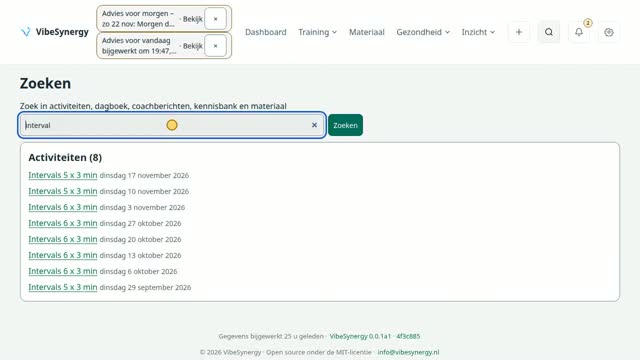 VibeSynergy
Advies voor morgen –
zo 22 nov: Morgen d... · Bekijk ×
Advies voor vandaag
bijgewerkt om 19:47,... · Bekijk ×
Dashboard Training Materiaal Gezondheid Inzicht + 2
Zoeken
Zoek in activiteiten, dagboek, coachberichten, kennisbank en materiaal
interval × Zoeken
Activiteiten (8)
Intervals 5 x 3 min dinsdag 17 november 2026
Intervals 5 x 3 min dinsdag 10 november 2026
Intervals 6 x 3 min dinsdag 3 november 2026
Intervals 6 x 3 min dinsdag 27 oktober 2026
Intervals 6 x 3 min dinsdag 20 oktober 2026
Intervals 6 x 3 min dinsdag 13 oktober 2026
Intervals 6 x 3 min dinsdag 6 oktober 2026
Intervals 5 x 3 min dinsdag 29 september 2026
Gegevens bijgewerkt 25 u geleden · VibeSynergy 0.0.1a1 · 4f3c885
© 2026 VibeSynergy · Open source onder de MIT-licentie · info@vibesynergy.nl